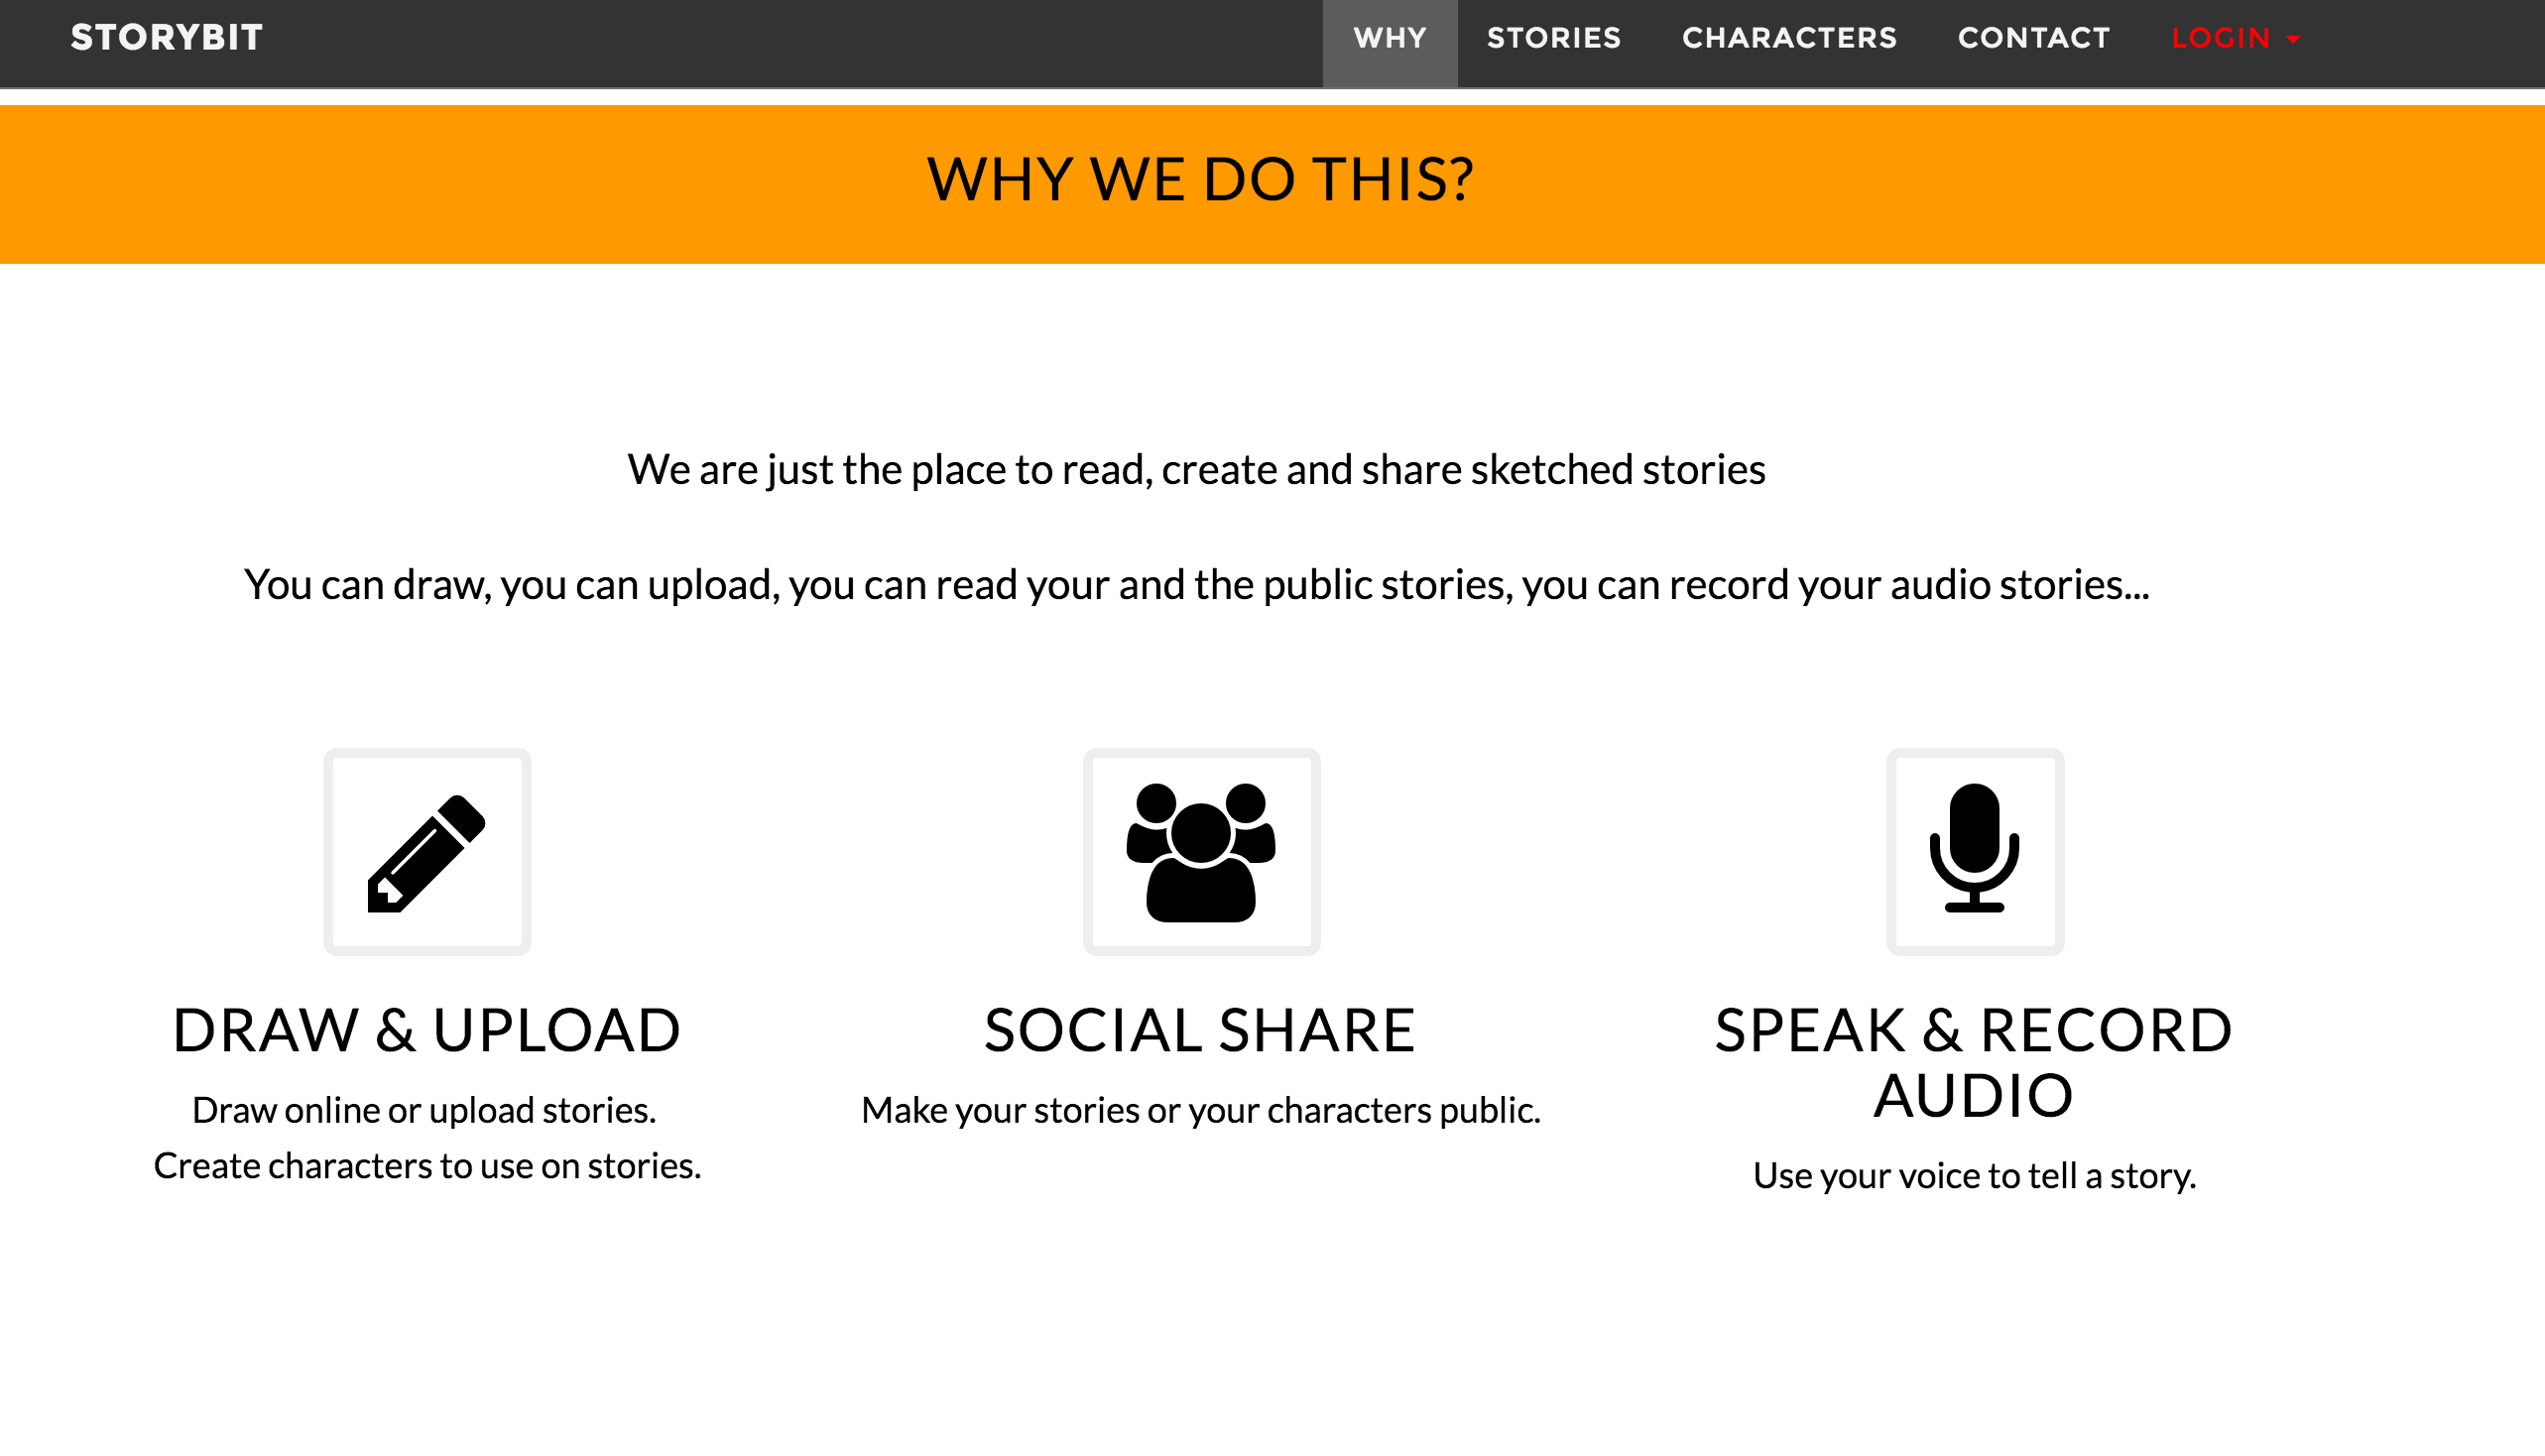 STORYBIT
WHY
STORIES
CHARACTERS
CONTACT
LOGIN
WHY WE DO THIS?
We are just the place to read, create and share sketched stories
You can draw, you can upload, you can read your and the public stories, you can record your audio stories...
DRAW & UPLOAD
Draw online or upload stories.
Create characters to use on stories.
SOCIAL SHARE
Make your stories or your characters public.
SPEAK & RECORD
AUDIO
Use your voice to tell a story.